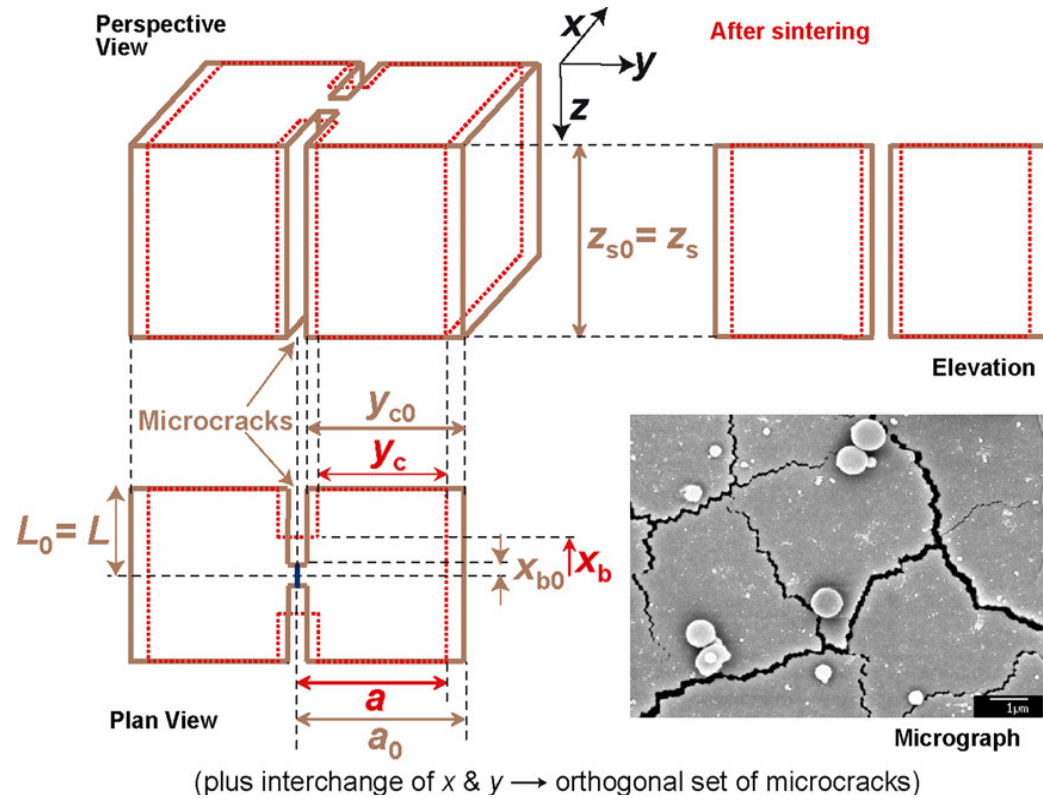 Perspective
View
x
y
z
After sintering
z_s0 = z_s
Elevation
Microcracks
y_c0
y_c
L_0 = L
x_b0
x_b
a
a_0
Plan View
1µm
Micrograph
(plus interchange of x & y → orthogonal set of microcracks)